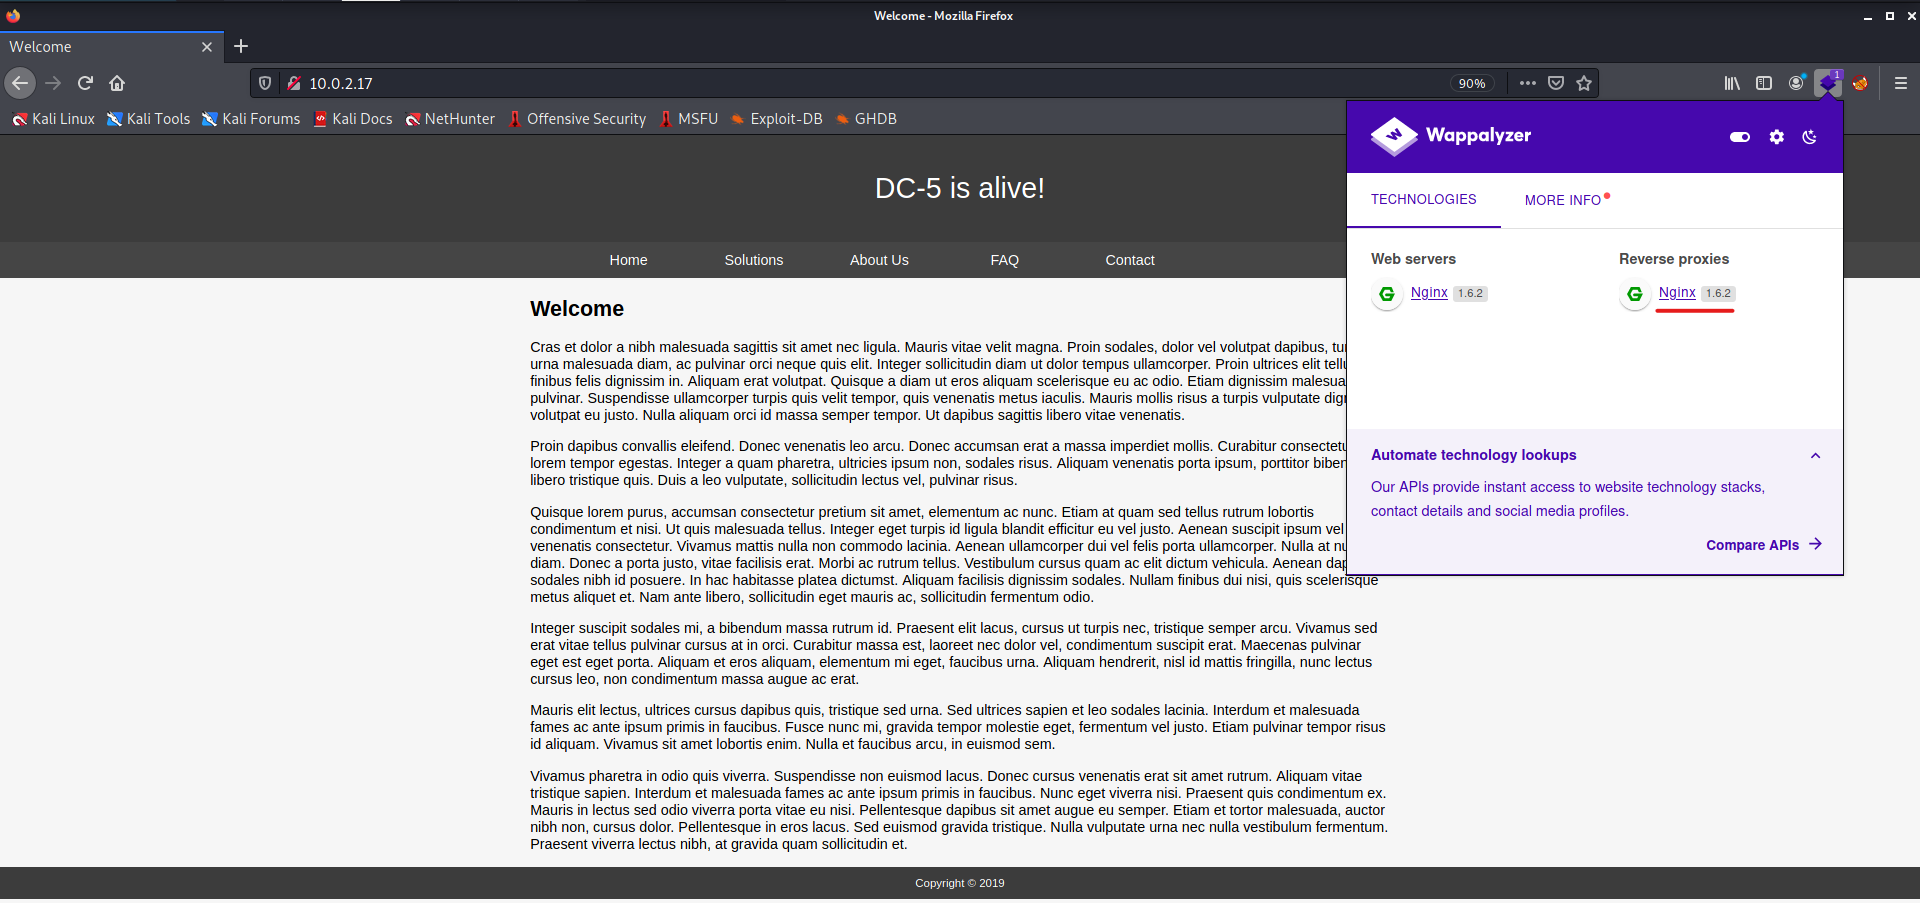 Welcome - Mozilla Firefox
Welcome
10.0.2.17
90%
1
Kali Linux Kali Tools Kali Forums Kali Docs NetHunter Offensive Security MSFU Exploit-DB GHDB
Wappalyzer
TECHNOLOGIES MORE INFO
Web servers Reverse proxies
Nginx 1.6.2 Nginx 1.6.2
Automate technology lookups
Our APIs provide instant access to website technology stacks,
contact details and social media profiles.
Compare APIs
DC-5 is alive!
Home Solutions About Us FAQ Contact
Welcome
Cras et dolor a nibh malesuada sagittis sit amet nec ligula. Mauris vitae velit magna. Proin sodales, dolor vel volutpat dapibus,
urna malesuada diam, ac pulvinar orci neque quis elit. Integer sollicitudin diam ut dolor tempus ullamcorper. Proin ultrices elit
finibus felis dignissim in. Aliquam erat volutpat. Quisque a diam ut eros aliquam scelerisque eu ac odio. Etiam dignissim
pulvinar. Suspendisse ullamcorper turpis quis velit tempor, quis venenatis metus iaculis. Mauris mollis risus a turpis vulputate
volutpat eu justo. Nulla aliquam orci id massa semper tempor. Ut dapibus sagittis libero vitae venenatis.
Proin dapibus convallis eleifend. Donec venenatis leo arcu. Donec accumsan erat a massa imperdiet mollis. Curabitur
lorem tempor egestas. Integer a quam pharetra, ultricies ipsum non, sodales risus. Aliquam venenatis porta ipsum, porttitor
libero tristique quis. Duis a leo vulputate, sollicitudin lectus vel, pulvinar risus.
Quisque lorem purus, accumsan consectetur pretium sit amet, elementum ac nunc. Etiam at quam sed tellus rutrum lobortis
condimentum et nisi. Ut quis malesuada tellus. Integer eget turpis id ligula blandit efficitur eu vel justo. Aenean suscipit ipsum vel
venenatis consectetur. Vivamus mattis nulla non commodo lacinia. Aenean ullamcorper dui vel felis porta ullamcorper. Nulla at
diam. Donec a porta justo, vitae facilisis erat. Morbi ac rutrum tellus. Vestibulum cursus quam ac elit dictum vehicula. Aenean
sodales nibh id posuere. In hac habitasse platea dictumst. Aliquam facilisis dignissim sodales. Nullam finibus dui nisi, quis scelerisque
metus aliquet et. Nam ante libero, sollicitudin eget mauris ac, sollicitudin fermentum odio.
Integer suscipit sodales mi, a bibendum massa rutrum id. Praesent elit lacus, cursus ut turpis nec, tristique semper arcu. Vivamus sed
erat vitae tellus pulvinar cursus at in orci. Curabitur massa est, laoreet nec dolor vel, condimentum suscipit erat. Maecenas pulvinar
eget est eget porta. Aliquam et eros aliquam, elementum mi eget, faucibus urna. Aliquam hendrerit, nisl id mattis fringilla, nunc lectus
cursus leo, non condimentum massa augue ac erat.
Mauris elit lectus, ultrices cursus dapibus quis, tristique sed urna. Sed ultrices sapien et leo sodales lacinia. Interdum et malesuada
fames ac ante ipsum primis in faucibus. Fusce nunc mi, gravida tempor molestie eget, fermentum vel justo. Etiam pulvinar tempor risus
id aliquam. Vivamus sit amet lobortis enim. Nulla et faucibus arcu, in euismod sem.
Vivamus pharetra in odio quis viverra. Suspendisse non euismod lacus. Donec cursus venenatis erat sit amet rutrum. Aliquam vitae
tristique sapien. Interdum et malesuada fames ac ante ipsum primis in faucibus. Nunc eget viverra nisi. Praesent quis condimentum ex.
Mauris in lectus sed odio viverra porta vitae eu nisi. Pellentesque dapibus sit amet augue eu semper. Etiam et tortor malesuada, auctor
nibh non, cursus dolor. Pellentesque in eros lacus. Sed euismod gravida tristique. Nulla vulputate urna nec nulla vestibulum fermentum.
Praesent viverra lectus nibh, at gravida quam sollicitudin et.
Copyright © 2019